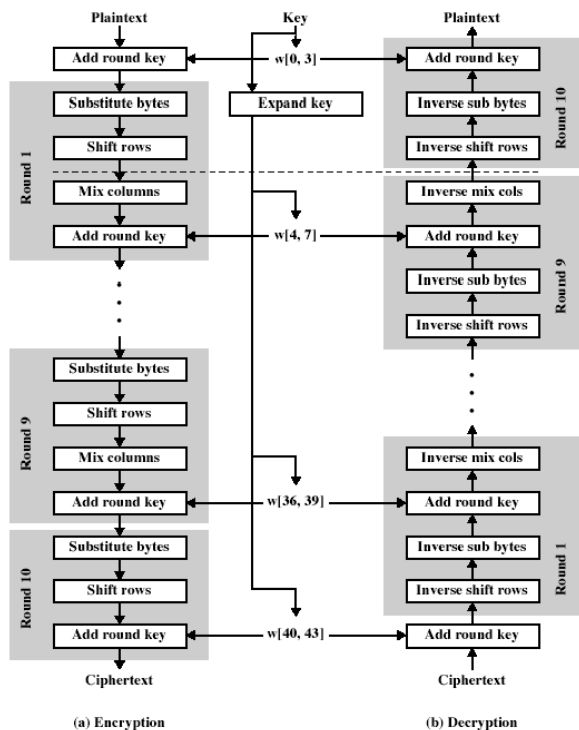 Plaintext
Key
Plaintext
Add round key
w[0, 3]
Add round key
Substitute bytes
Expand key
Inverse sub bytes
Shift rows
Inverse shift rows
Round 1
Round 10
Mix columns
Inverse mix cols
Add round key
w[4, 7]
Add round key
Inverse sub bytes
Inverse shift rows
Round 9
Substitute bytes
Shift rows
Mix columns
Inverse mix cols
Round 9
Add round key
w[36, 39]
Add round key
Substitute bytes
Inverse sub bytes
Shift rows
Inverse shift rows
Round 10
Round 1
Add round key
w[40, 43]
Add round key
Ciphertext
Ciphertext
(a) Encryption
(b) Decryption